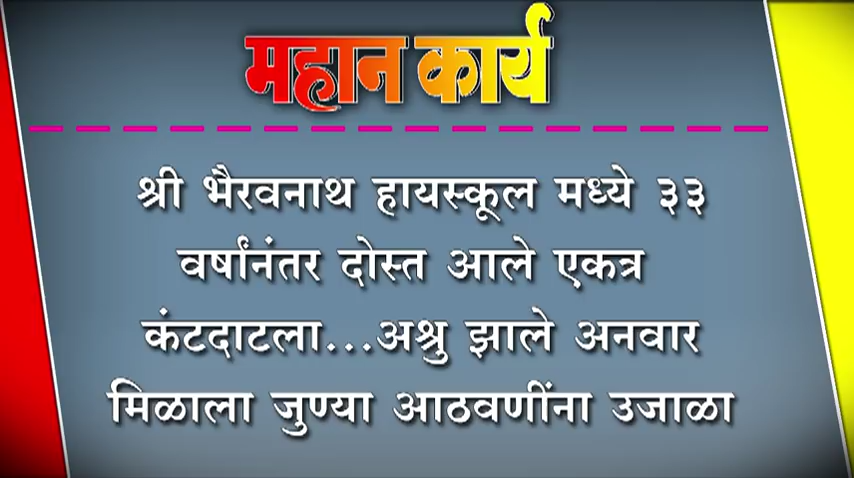 महान कार्य
श्री भैरवनाथ हायस्कूल मध्ये ३३
वर्षांनंतर दोस्त आले एकत्र
कंटदाटला...अश्रु झाले अनवार
मिळाला जुण्या आठवणींना उजाळा